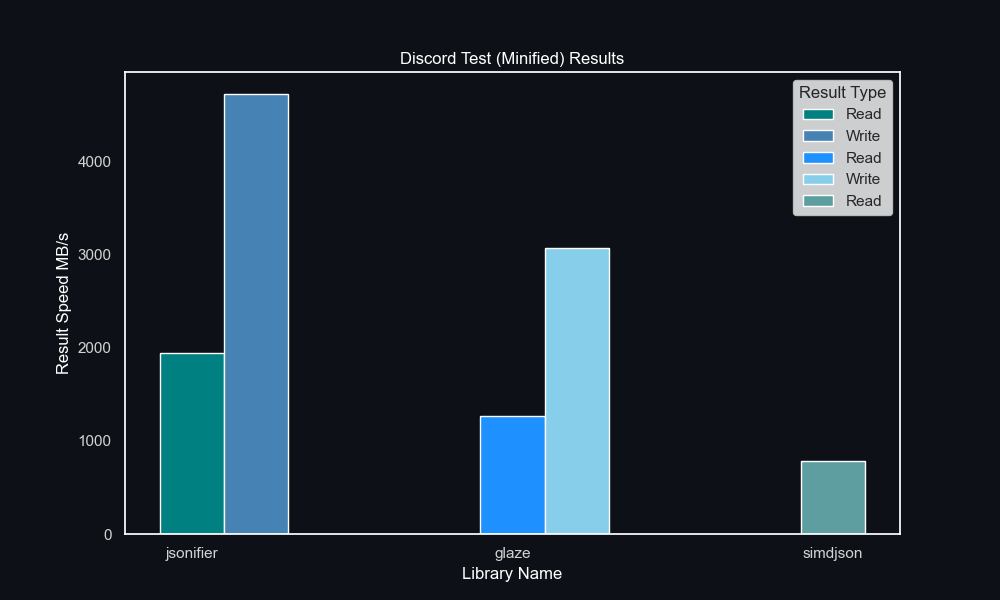 Discord Test (Minified) Results
Result Type
Read
Write
Read
Write
Read
Result Speed MB/s
4000
3000
2000
1000
0
jsonifier
glaze
simdjson
Library Name